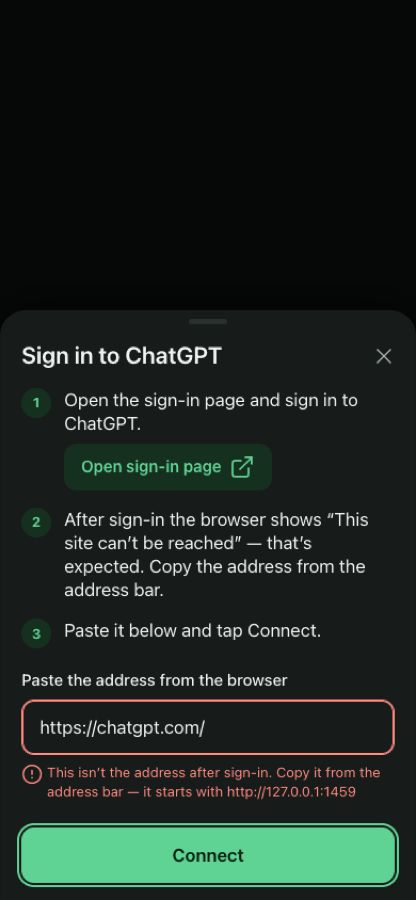 Sign in to ChatGPT
1
Open the sign-in page and sign in to
ChatGPT.
Open sign-in page
2
After sign-in the browser shows “This
site can’t be reached” — that’s
expected. Copy the address from the
address bar.
3
Paste it below and tap Connect.
Paste the address from the browser
https://chatgpt.com/
This isn’t the address after sign-in. Copy it from the
address bar — it starts with http://127.0.0.1:1459
Connect